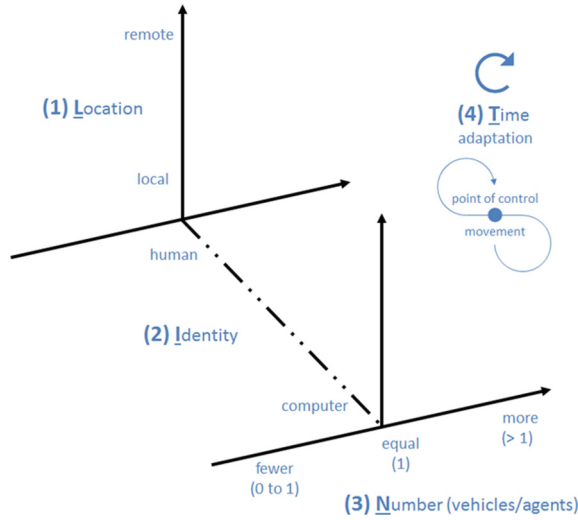 remote
(1) Location
local
human
(2) Identity
computer
(4) Time
adaptation
point of control
movement
more
(> 1)
equal
(1)
fewer
(0 to 1)
(3) Number (vehicles/agents)